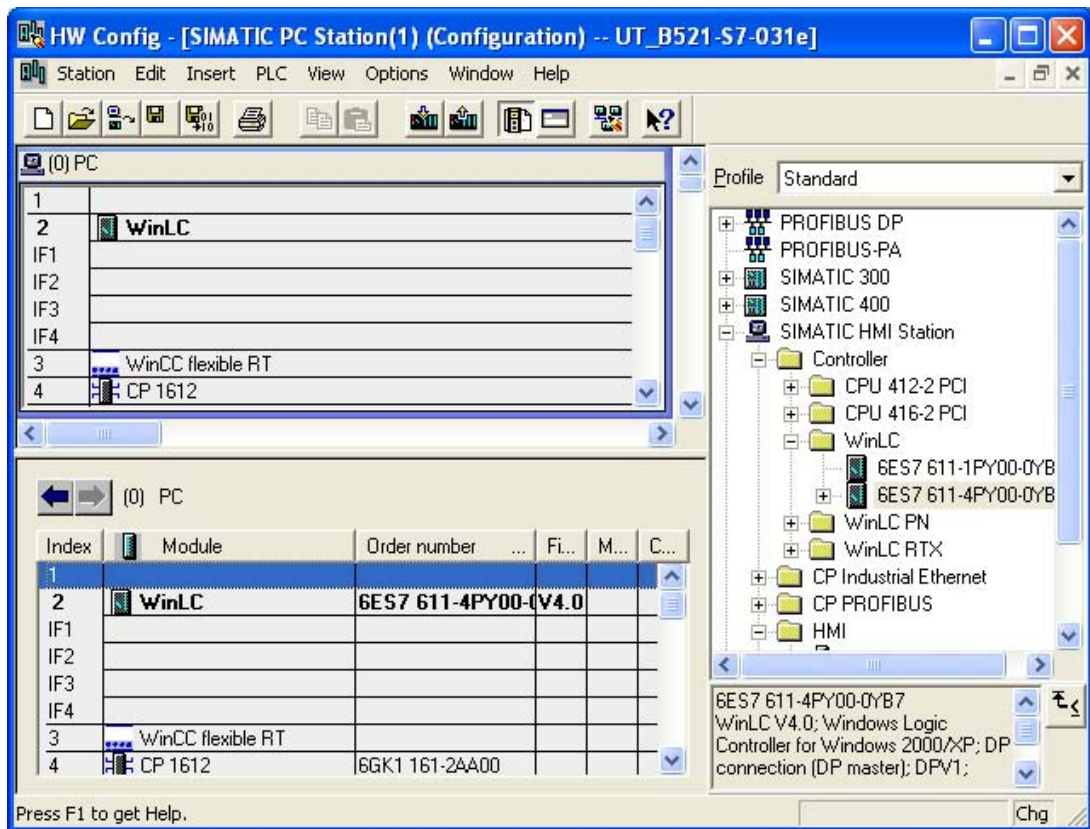 HW Config - [SIMATIC PC Station(1) (Configuration) -- UT_B521-S7-031e]
Station Edit Insert PLC View Options Window Help
(0) PC
1
2 WinLC
IF1
IF2
IF3
IF4
3 WinCC flexible RT
4 CP 1612
(0) PC
Index Module Order number ... Fi... M... C...
1
2 WinLC 6ES7 611-4PY00-( V4.0
IF1
IF2
IF3
IF4
3 WinCC flexible RT
4 CP 1612 6GK1 161-2AA00
Profile Standard
PROFIBUS DP
PROFIBUS-PA
SIMATIC 300
SIMATIC 400
SIMATIC HMI Station
Controller
CPU 412-2 PCI
CPU 416-2 PCI
WinLC
6ES7 611-1PY00-0YB
6ES7 611-4PY00-0YB
WinLC PN
WinLC RTX
CP Industrial Ethernet
CP PROFIBUS
HMI
6ES7 611-4PY00-0YB7
WinLC V4.0; Windows Logic
Controller for Windows 2000/XP; DP
connection (DP master); DPV1;
Press F1 to get Help.
Chg